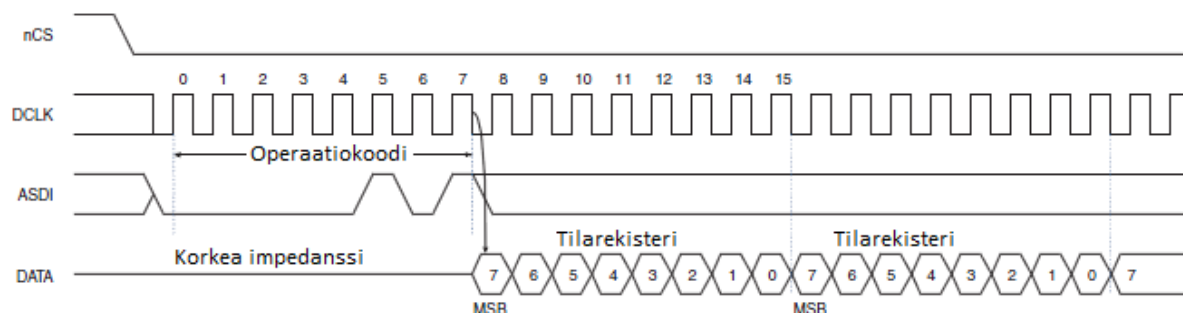 nCS
0 1 2 3 4 5 6 7 8 9 10 11 12 13 14 15
DCLK
Operaatiokoodi
ASDI
Tilarekisteri Tilarekisteri
Korkea impedanssi
DATA 7 6 5 4 3 2 1 0 7 6 5 4 3 2 1 0 7
MSB MSB